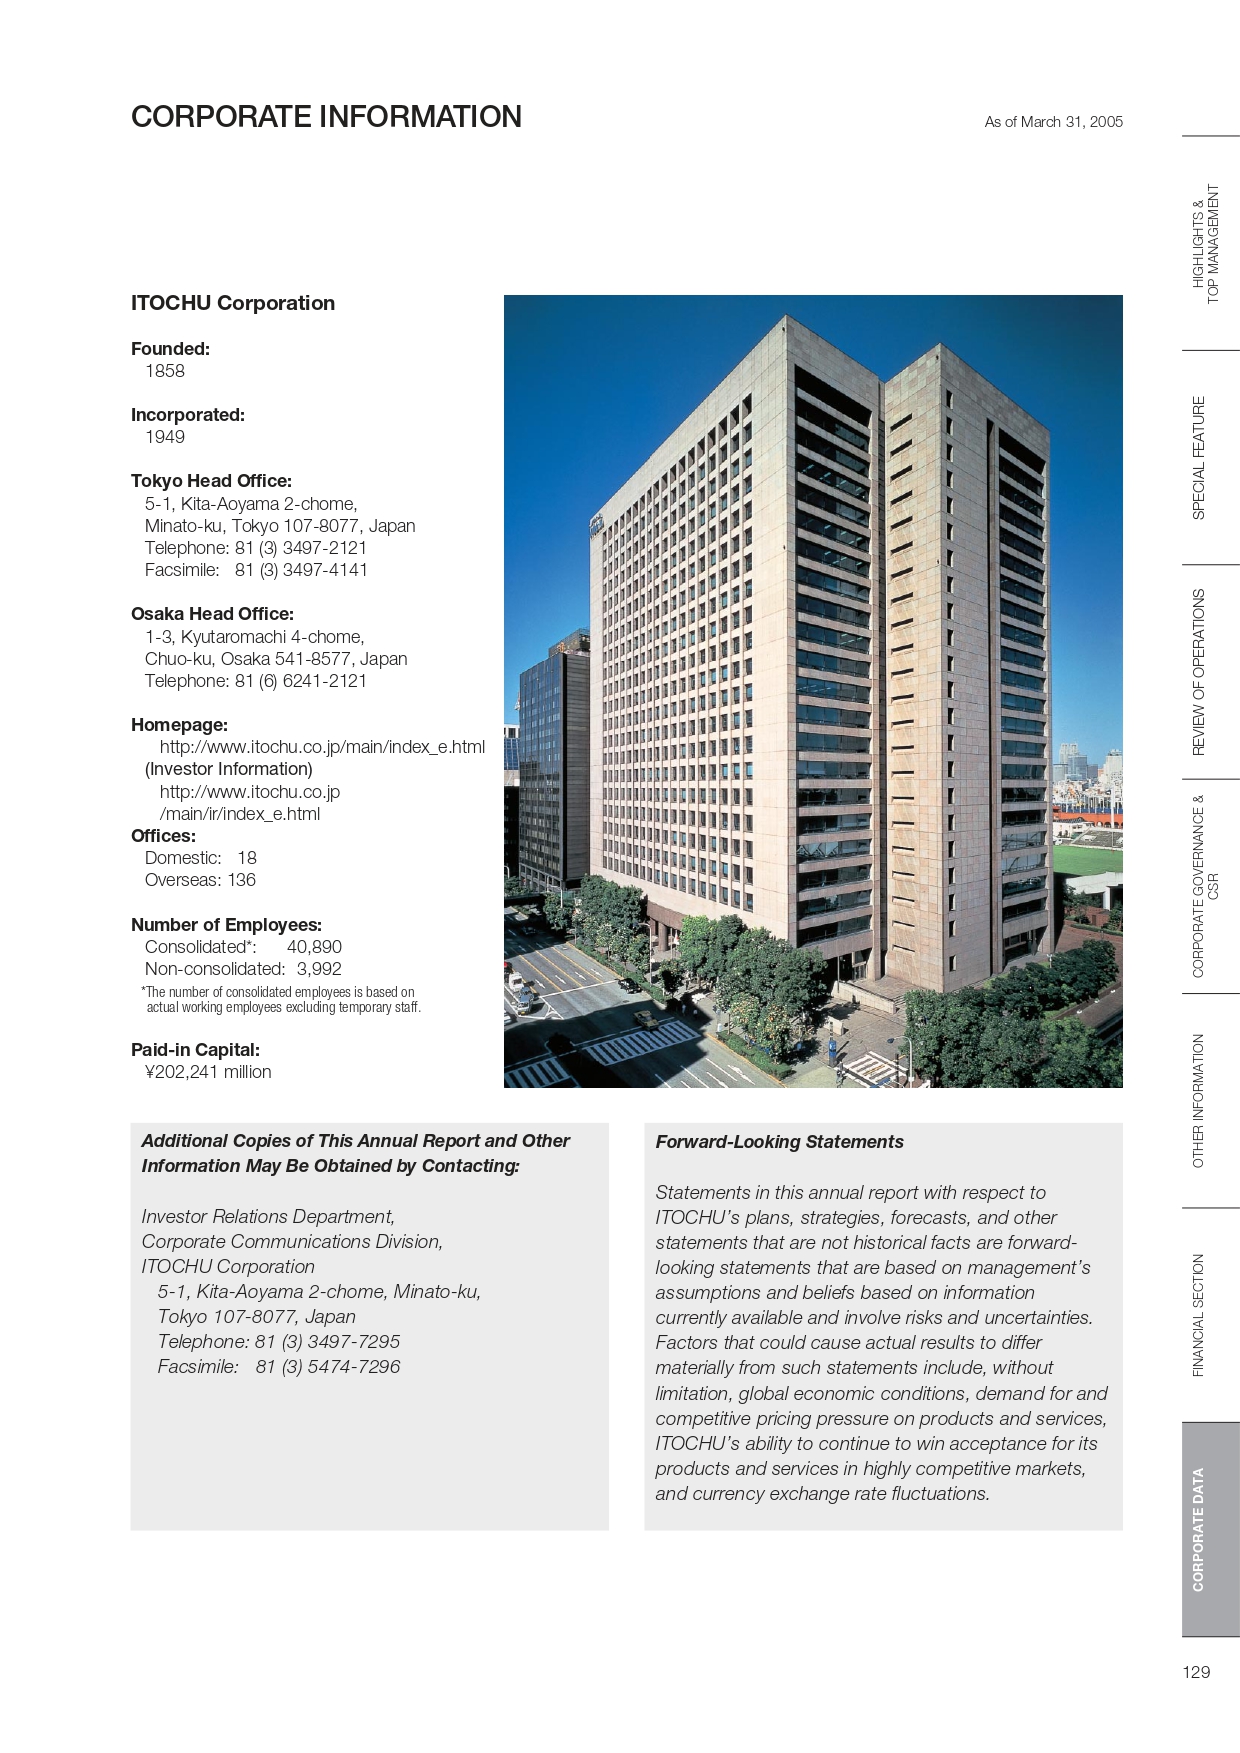 CORPORATE INFORMATION
As of March 31, 2005
ITOCHU Corporation
Founded:
1858
Incorporated:
1949
Tokyo Head Office:
5-1, Kita-Aoyama 2-chome,
Minato-ku, Tokyo 107-8077, Japan
Telephone: 81 (3) 3497-2121
Facsimile: 81 (3) 3497-4141
Osaka Head Office:
1-3, Kyutaromachi 4-chome,
Chuo-ku, Osaka 541-8577, Japan
Telephone: 81 (6) 6241-2121
Homepage:
http://www.itochu.co.jp/main/index_e.html
(Investor Information)
http://www.itochu.co.jp
/main/ir/index_e.html
Offices:
Domestic: 18
Overseas: 136
Number of Employees:
Consolidated*: 40,890
Non-consolidated: 3,992
*The number of consolidated employees is based on
actual working employees excluding temporary staff.
Paid-in Capital:
¥202,241 million
Additional Copies of This Annual Report and Other
Information May Be Obtained by Contacting:
Investor Relations Department,
Corporate Communications Division,
ITOCHU Corporation
5-1, Kita-Aoyama 2-chome, Minato-ku,
Tokyo 107-8077, Japan
Telephone: 81 (3) 3497-7295
Facsimile: 81 (3) 5474-7296
Forward-Looking Statements
Statements in this annual report with respect to
ITOCHU's plans, strategies, forecasts, and other
statements that are not historical facts are forward-
looking statements that are based on management's
assumptions and beliefs based on information
currently available and involve risks and uncertainties.
Factors that could cause actual results to differ
materially from such statements include, without
limitation, global economic conditions, demand for and
competitive pricing pressure on products and services,
ITOCHU's ability to continue to win acceptance for its
products and services in highly competitive markets,
and currency exchange rate fluctuations.
HIGHLIGHTS &
TOP MANAGEMENT
SPECIAL FEATURE
REVIEW OF OPERATIONS
CORPORATE GOVERNANCE &
CSR
OTHER INFORMATION
FINANCIAL SECTION
CORPORATE DATA
129